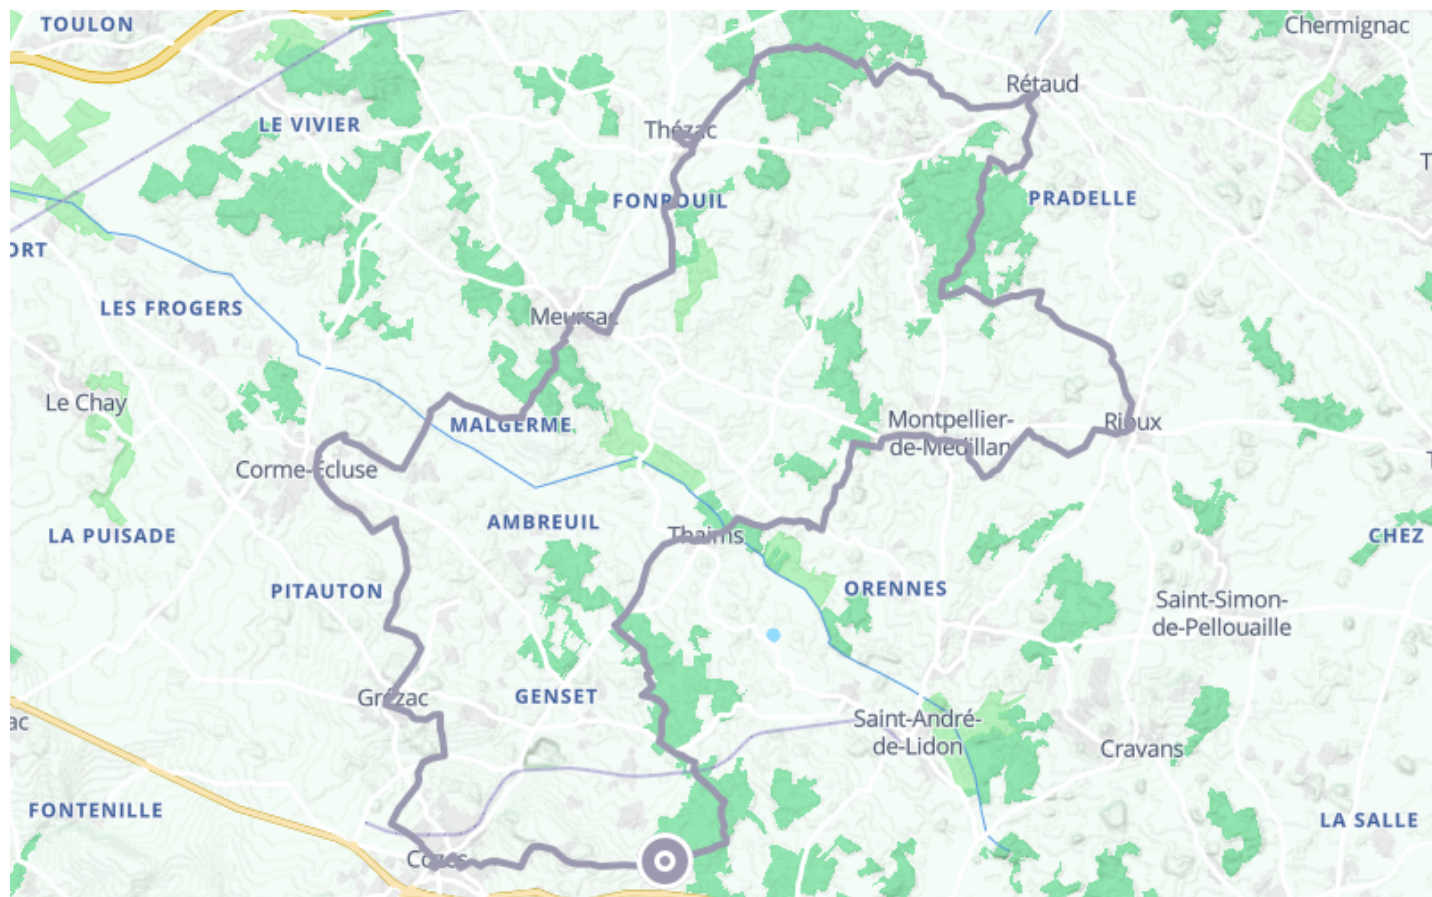 TOULON
Chermignac
Rétaud
LE VIVIER
Thézac
T
FONROUIL
PRADELLE
ORT
LES FROGERS
Meursac
Le Chay
MALGERME
Montpellier-
de-Médillan
Rioux
Corme-Écluse
T
AMBREUIL
LA PUISADE
Thaims
CHEZ
PITAUTON
ORENNES
Saint-Simon-
de-Pellouaille
Grézac
GENSET
ac
Saint-André-
de-Lidon
Cravans
FONTENILLE
LA SALLE
Cozes